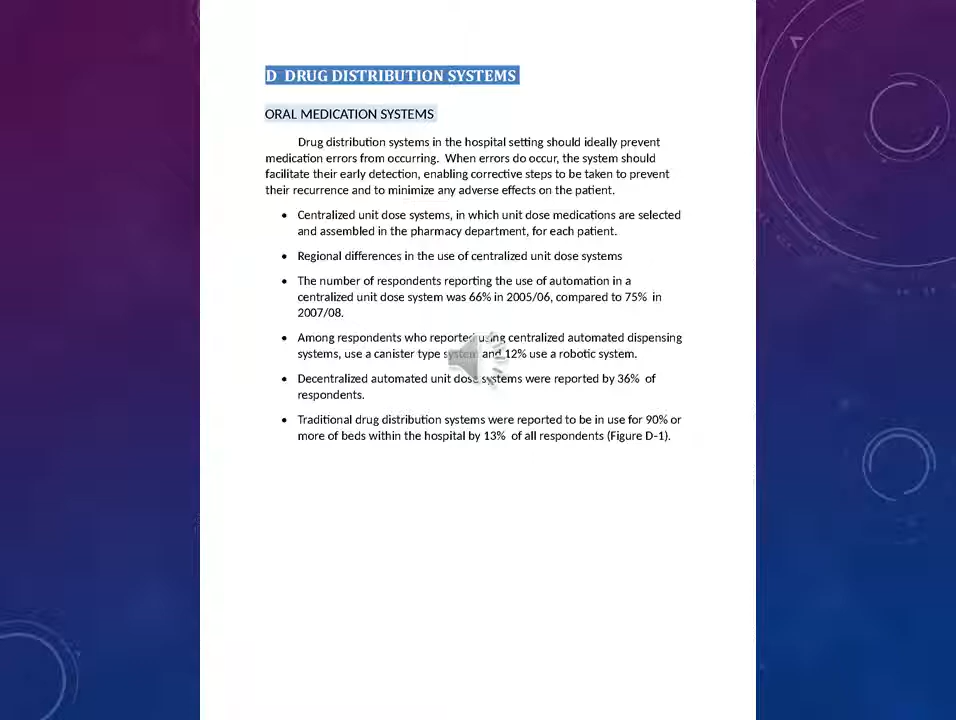 D DRUG DISTRIBUTION SYSTEMS
ORAL MEDICATION SYSTEMS
Drug distribution systems in the hospital setting should ideally prevent
medication errors from occurring. When errors do occur, the system should
facilitate their early detection, enabling corrective steps to be taken to prevent
their recurrence and to minimize any adverse effects on the patient.
• Centralized unit dose systems, in which unit dose medications are selected
and assembled in the pharmacy department, for each patient.
• Regional differences in the use of centralized unit dose systems
• The number of respondents reporting the use of automation in a
centralized unit dose system was 66% in 2005/06, compared to 75% in
2007/08.
• Among respondents who reported using centralized automated dispensing
systems, use a canister type system and 12% use a robotic system.
• Decentralized automated unit dose systems were reported by 36% of
respondents.
• Traditional drug distribution systems were reported to be in use for 90% or
more of beds within the hospital by 13% of all respondents (Figure D-1).